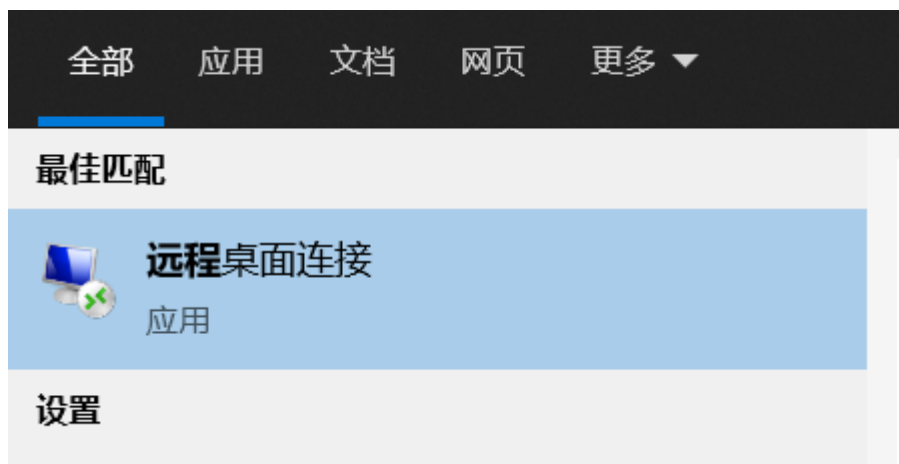 全部 应用 文档 网页 更多
最佳匹配
远程桌面连接
应用
设置